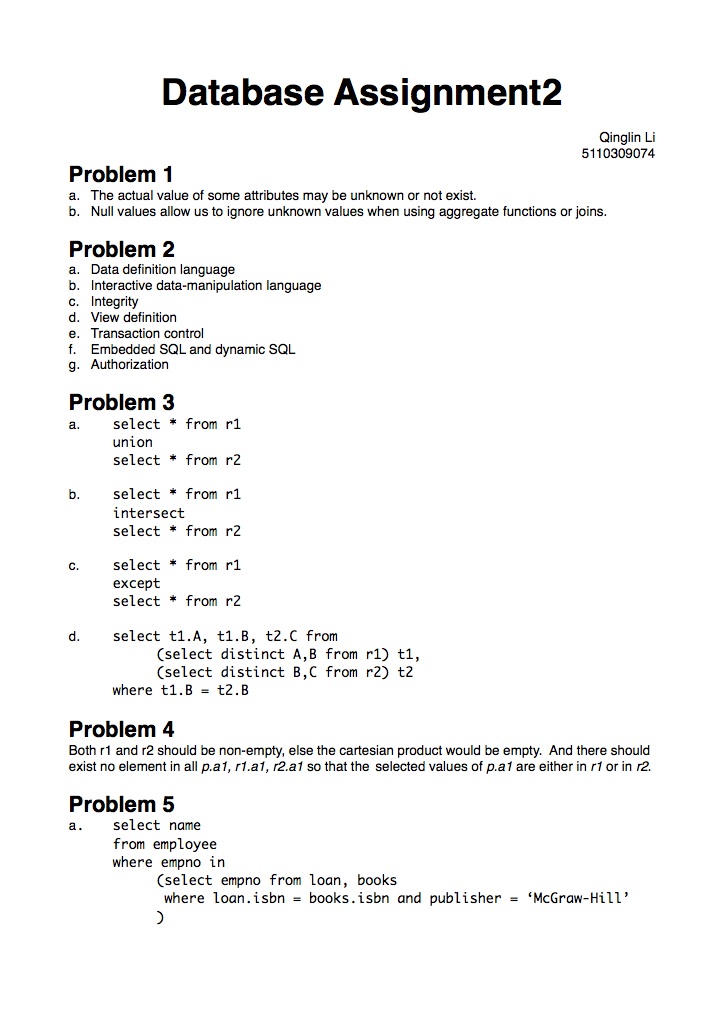 Database Assignment2
Qinglin Li
5110309074
Problem 1
a. The actual value of some attributes may be unknown or not exist.
b. Null values allow us to ignore unknown values when using aggregate functions or joins.
Problem 2
a. Data definition language
b. Interactive data-manipulation language
c. Integrity
d. View definition
e. Transaction control
f. Embedded SQL and dynamic SQL
g. Authorization
Problem 3
a. select * from r1
union
select * from r2
b. select * from r1
intersect
select * from r2
c. select * from r1
except
select * from r2
d. select t1.A, t1.B, t2.C from
(select distinct A,B from r1) t1,
(select distinct B,C from r2) t2
where t1.B = t2.B
Problem 4
Both r1 and r2 should be non-empty, else the cartesian product would be empty. And there should
exist no element in all p.a1, r1.a1, r2.a1 so that the selected values of p.a1 are either in r1 or in r2.
Problem 5
a. select name
from employee
where empno in
(select empno from loan, books
where loan.isbn = books.isbn and publisher = ‘McGraw-Hill’
)